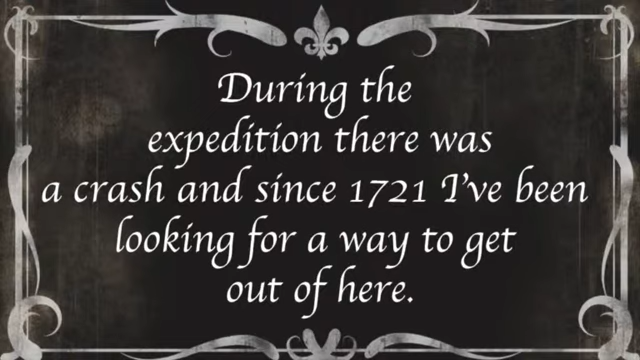 During the
expedition there was
a crash and since 1721 I've been
looking for a way to get
out of here.